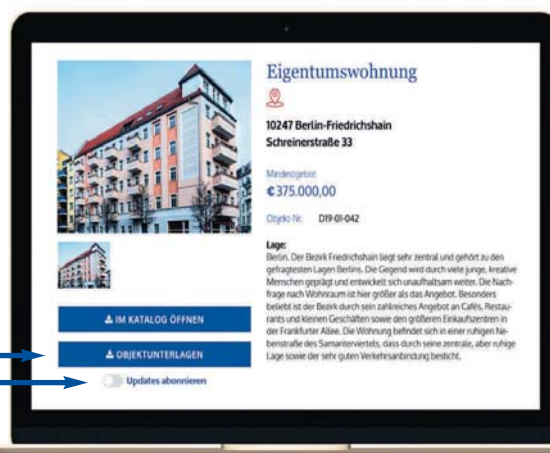 Eigentumswohnung
10247 Berlin-Friedrichshain
Schreinerstraße 33
Mindestgebot
€375.000,00
Objekt-Nr. D19-01-042
Lage:
Berlin. Der Bezirk Friedrichshain liegt sehr zentral und gehört zu den
gefragtesten Lagen Berlins. Die Gegend wird durch viele junge, kreative
Menschen geprägt und entwickelt sich unaufhaltsam weiter. Die Nach-
frage nach Wohnraum ist hier größer als das Angebot. Besonders
beliebt ist der Bezirk durch sein zahlreiches Angebot an Cafés, Restau-
rants und kleinen Geschäften sowie den größeren Einkaufszentren in
der Frankfurter Allee. Die Wohnung befindet sich in einer ruhigen Ne-
benstraße des Samariterviertels, dass durch seine zentrale, aber ruhige
Lage sowie der sehr guten Verkehrsanbindung besticht.
IM KATALOG ÖFFNEN
OBJEKTUNTERLAGEN
Updates abonnieren